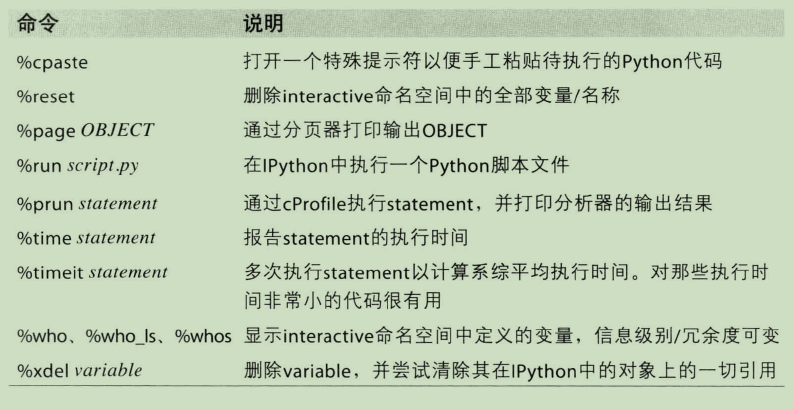 命令 说明
%cpaste 打开一个特殊提示符以便手工粘贴待执行的Python代码
%reset 删除interactive命名空间中的全部变量/名称
%page OBJECT 通过分页器打印输出OBJECT
%run script.py 在IPython中执行一个Python脚本文件
%prun statement 通过cProfile执行statement，并打印分析器的输出结果
%time statement 报告statement的执行时间
%timeit statement 多次执行statement以计算系综平均执行时间。对那些执行时
间非常小的代码很有用
%who、%who_ls、%whos 显示interactive命名空间中定义的变量，信息级别/冗余度可变
%xdel variable 删除variable，并尝试清除其在IPython中的对象上的一切引用